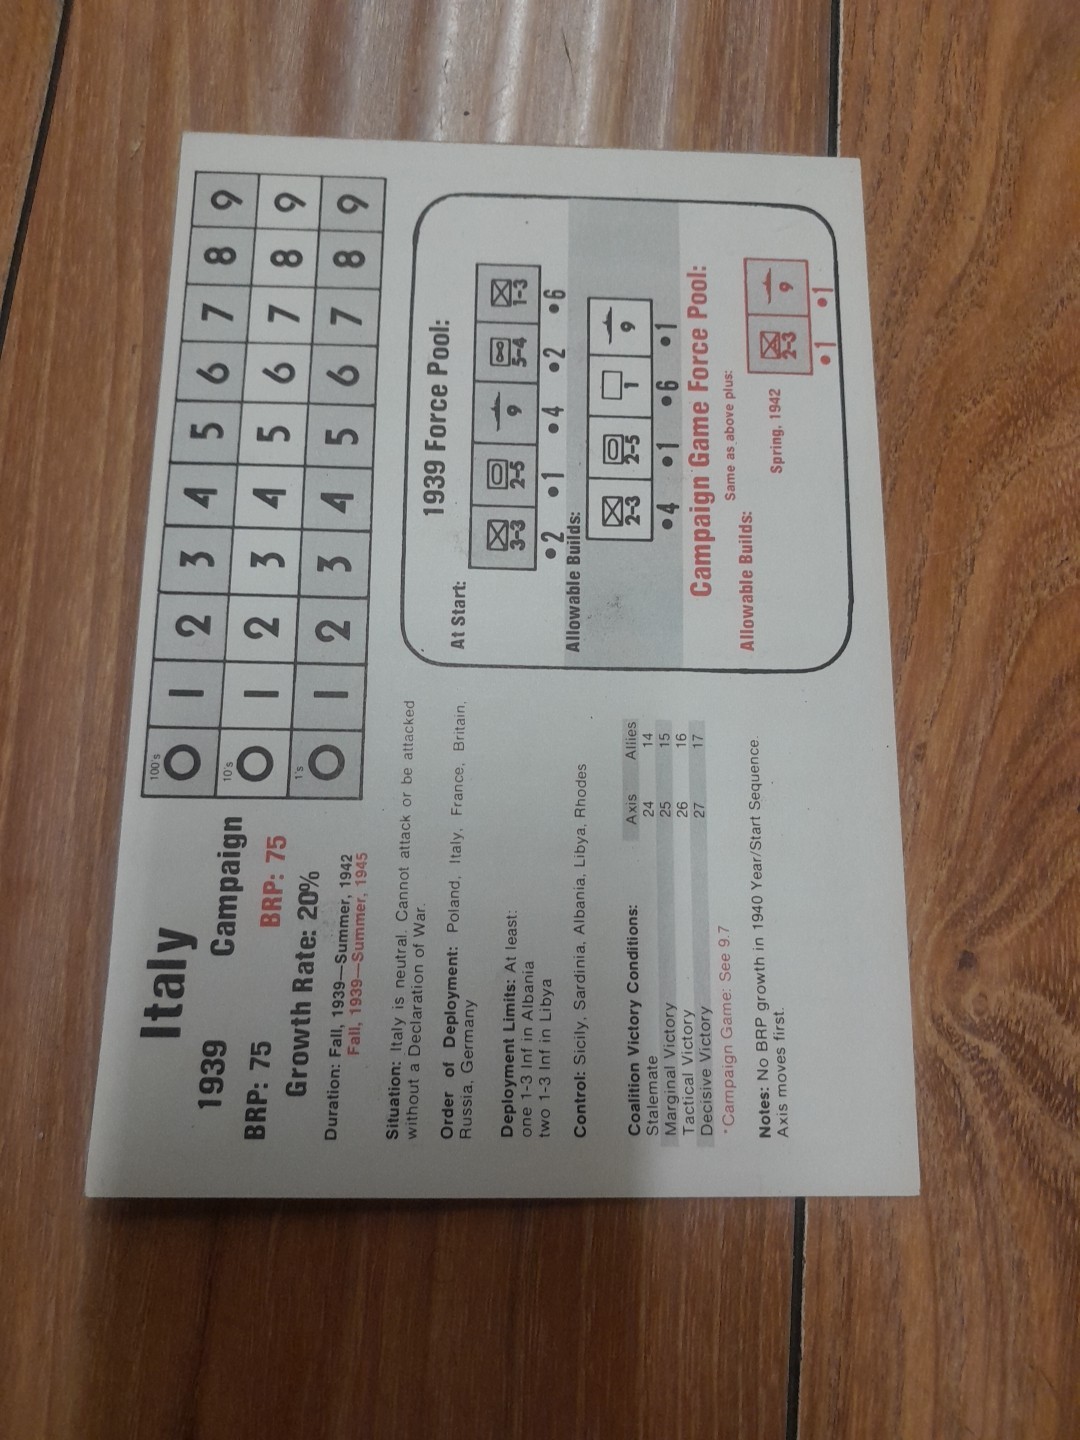 Italy
1939 Campaign
BRP: 75 BRP: 75
Growth Rate: 20%
Duration: Fall, 1939—Summer, 1942
Fall, 1939—Summer, 1945
100's
0 1 2 3 4 5 6 7 8 9
10's
0 1 2 3 4 5 6 7 8 9
1's
0 1 2 3 4 5 6 7 8 9
Situation: Italy is neutral. Cannot attack or be attacked
without a Declaration of War.
Order of Deployment: Poland, Italy, France, Britain,
Russia, Germany
Deployment Limits: At least:
one 1-3 Inf in Albania
two 1-3 Inf in Libya
Control: Sicily, Sardinia, Albania, Libya, Rhodes
Coalition Victory Conditions: Axis Allies
Stalemate 24 14
Marginal Victory 25 15
Tactical Victory 26 16
Decisive Victory 27 17
*Campaign Game: See 9.7
Notes: No BRP growth in 1940 Year/Start Sequence.
Axis moves first.
1939 Force Pool:
At Start:
3-3 2-5 9 5-4 1-3
•2 •1 •4 •2 •6
Allowable Builds:
2-3 2-5 1 9
•4 •1 •6 •1
Campaign Game Force Pool:
Allowable Builds: Same as above plus:
Spring, 1942
2-3 9
•1 •1